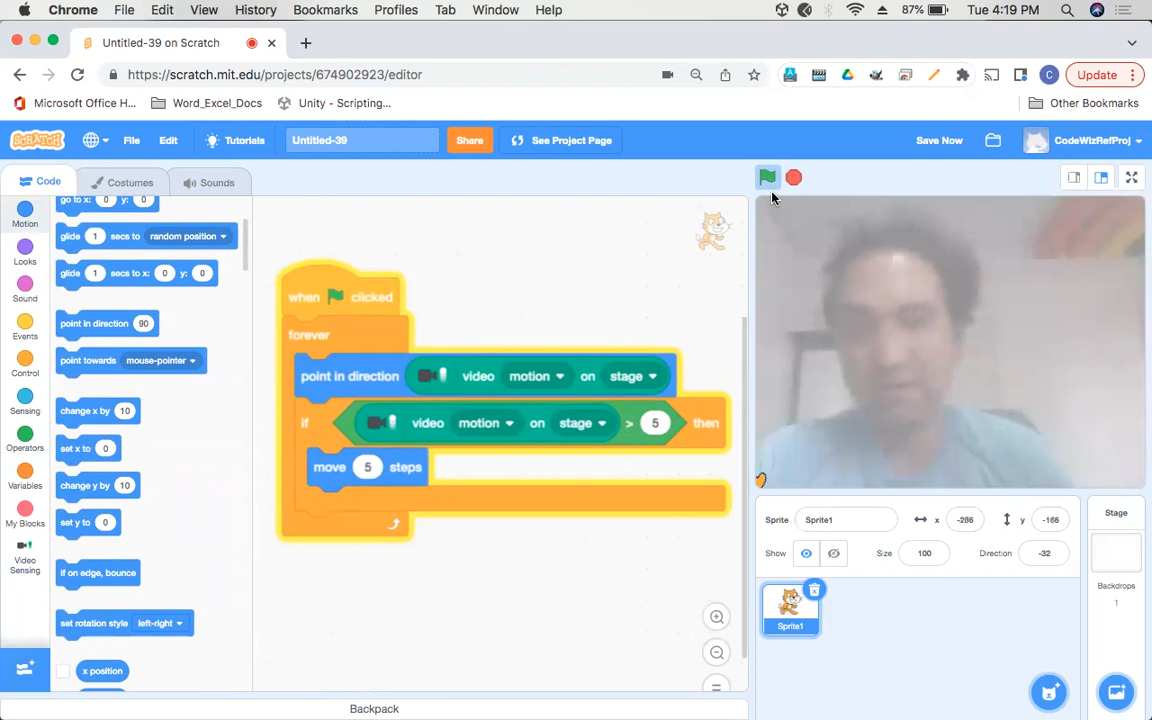 Chrome File Edit View History Bookmarks Profiles Tab Window Help 87% Tue 4:19 PM
Untitled-39 on Scratch
https://scratch.mit.edu/projects/674902923/editor Update
Microsoft Office H... Word_Excel_Docs Unity - Scripting... Other Bookmarks
SCRATCH File Edit Tutorials Untitled-39 Share See Project Page Save Now CodeWizRefProj
Code Costumes Sounds
Motion
Looks
Sound
Events
Control
Sensing
Operators
Variables
My Blocks
Video
Sensing
go to x: 0 y: 0
glide 1 secs to random position
glide 1 secs to x: 0 y: 0
point in direction 90
point towards mouse-pointer
change x by 10
set x to 0
change y by 10
set y to 0
if on edge, bounce
set rotation style left-right
x position
when clicked
forever
point in direction video motion on stage
if video motion on stage > 5 then
move 5 steps
Sprite Sprite1 x -286 y -166
Show Size 100 Direction -32
Sprite1
Stage
Backdrops
1
Backpack